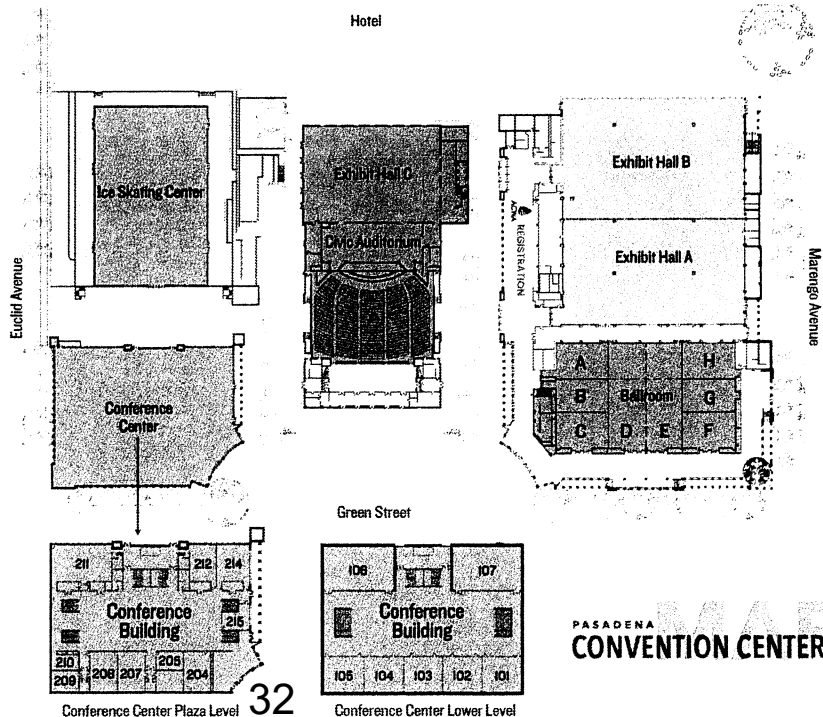 Hotel
Ice Skating Center
Exhibit Hall C
Civic Auditorium
Exhibit Hall B
REGISTRATION
Exhibit Hall A
Euclid Avenue
Marengo Avenue
Conference
Center
A
H
B
Ballroom
G
C
D
E
F
Green Street
211
212
214
Conference
Building
215
210
209
208
207
205
204
Conference Center Plaza Level
32
106
107
Conference
Building
105
104
103
102
101
Conference Center Lower Level
PASADENA
CONVENTION CENTER